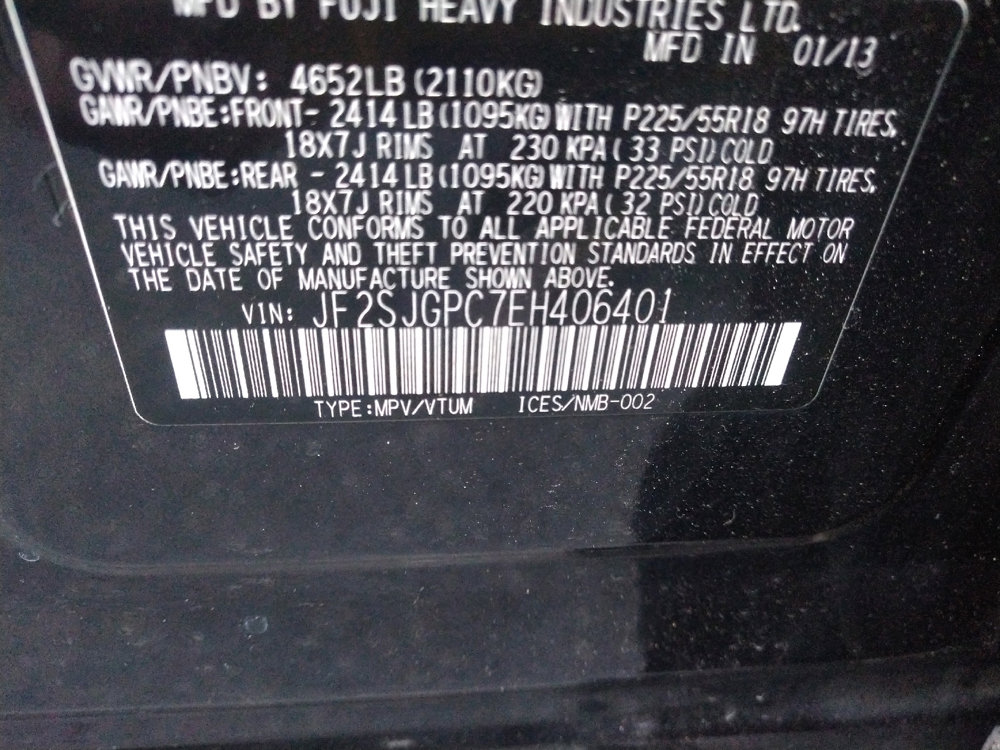 MFD BY FUJI HEAVY INDUSTRIES LTD.
MFD IN 01/13
GVWR/PNBV: 4652LB (2110KG)
GAWR/PNBE:FRONT- 2414 LB (1095KG) WITH P225/55R18 97H TIRES,
18X7J RIMS AT 230 KPA ( 33 PSI) COLD
GAWR/PNBE:REAR - 2414 LB (1095KG) WITH P225/55R18 97H TIRES,
18X7J RIMS AT 220 KPA ( 32 PSI) COLD
THIS VEHICLE CONFORMS TO ALL APPLICABLE FEDERAL MOTOR
VEHICLE SAFETY AND THEFT PREVENTION STANDARDS IN EFFECT ON
THE DATE OF MANUFACTURE SHOWN ABOVE.
VIN: JF2SJGPC7EH406401
TYPE:MPV/VTUM ICES/NMB-002